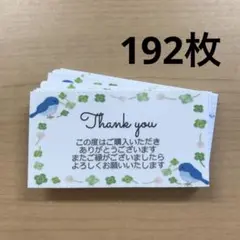 192枚
Thank you
この度はご購入いただき
ありがとうございます
またご縁がございましたら
よろしくお願いいたします